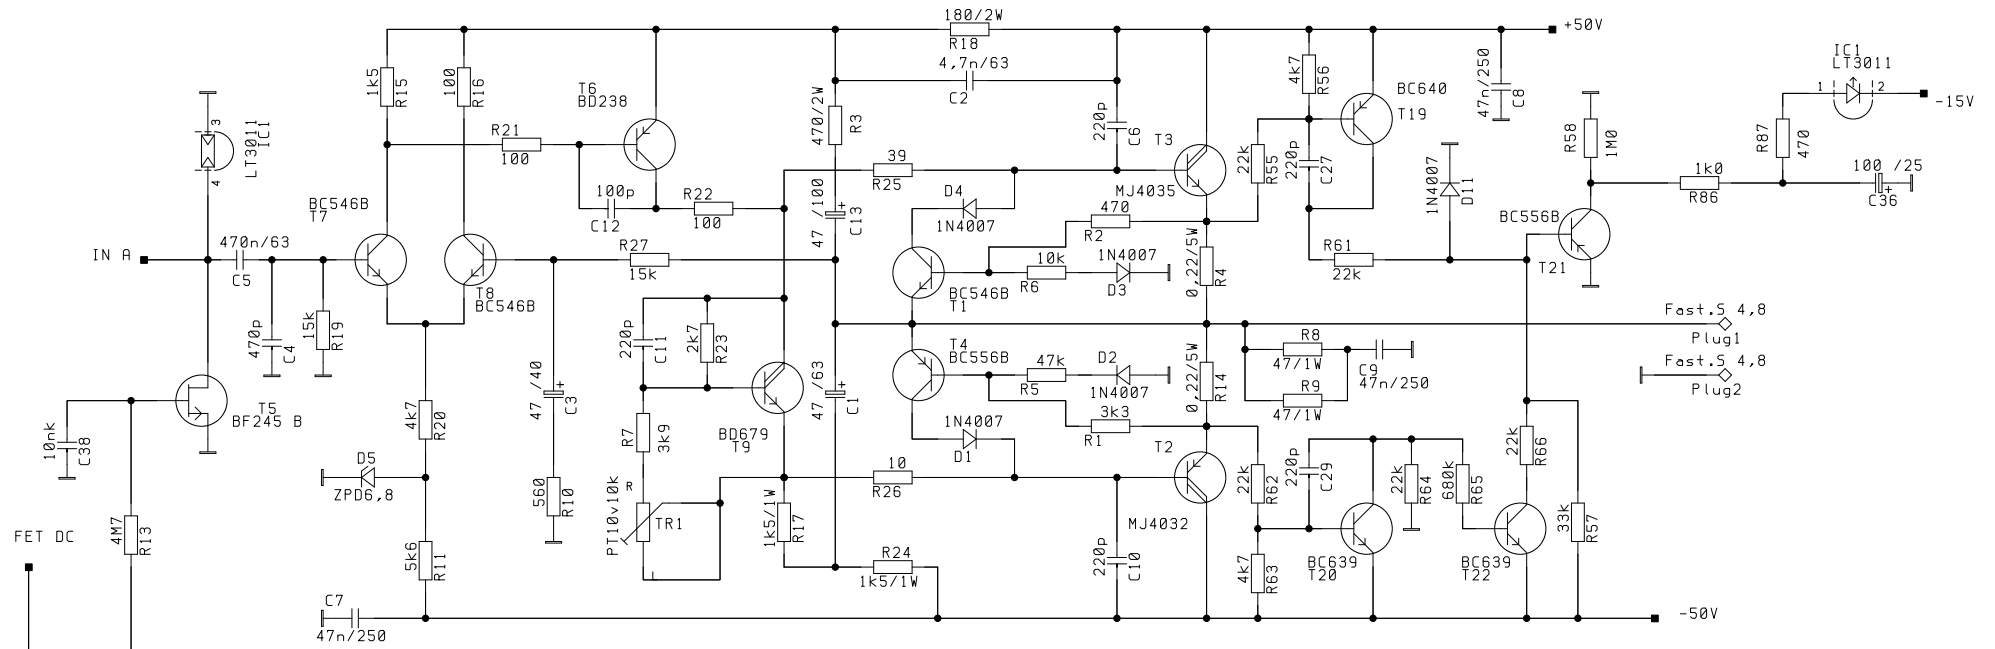 180/2W
R18
4,7n/63
C2
+50V
1k5
R15
100
R16
T6
BD238
470/2W
R3
220p
C6
T3
MJ4035
4k7
R56
BC640
T19
47n/250
C8
IC1
LT3011
1
2
-15V
3
LT3011
IC1
4
R21
100
100p
C12
R22
100
39
R25
22k
R55
220p
C27
1N4007
D11
R58
1M0
R87
470
1k0
R86
100 /25
+
C36
BC546B
T7
47 /100
+
C13
D4
1N4007
470
R2
BC556B
T21
IN A
470n/63
C5
R27
15k
T8
BC546B
BC546B
T1
10k
R6
1N4007
D3
0,22/5W
R4
R61
22k
470p
C4
15k
R19
220p
C11
2k7
R23
Fast.S 4,8
Plug1
Fast.S 4,8
Plug2
T4
BC556B
47k
R5
D2
1N4007
0,22/5W
R14
R8
47/1W
R9
47/1W
C9
47n/250
T5
BF245 B
10nk
C38
4k7
R20
47 /40
+
C3
R7
3k9
BD679
T9
47 /63
+
C1
1N4007
D1
3k3
R1
D5
ZPD6,8
560
R10
R
PT10v10k
TR1
L
1k5/1W
R17
10
R26
T2
MJ4032
22k
R62
220p
C29
22k
R64
680k
R65
22k
R66
33k
R57
FET DC
4M7
R13
5k6
R11
R24
1k5/1W
220p
C10
4k7
R63
BC639
T20
BC639
T22
C7
47n/250
-50V